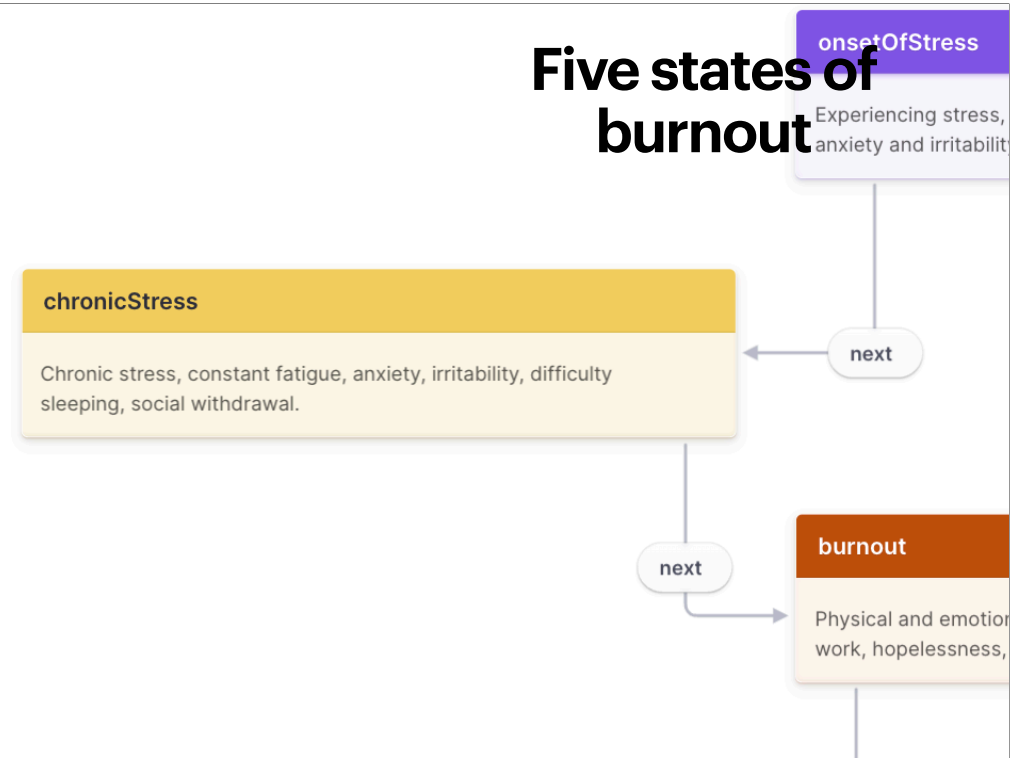 Five states of
burnout
onsetOfStress
Experiencing stress,
anxiety and irritability
next
chronicStress
Chronic stress, constant fatigue, anxiety, irritability, difficulty
sleeping, social withdrawal.
next
burnout
Physical and emotion
work, hopelessness,